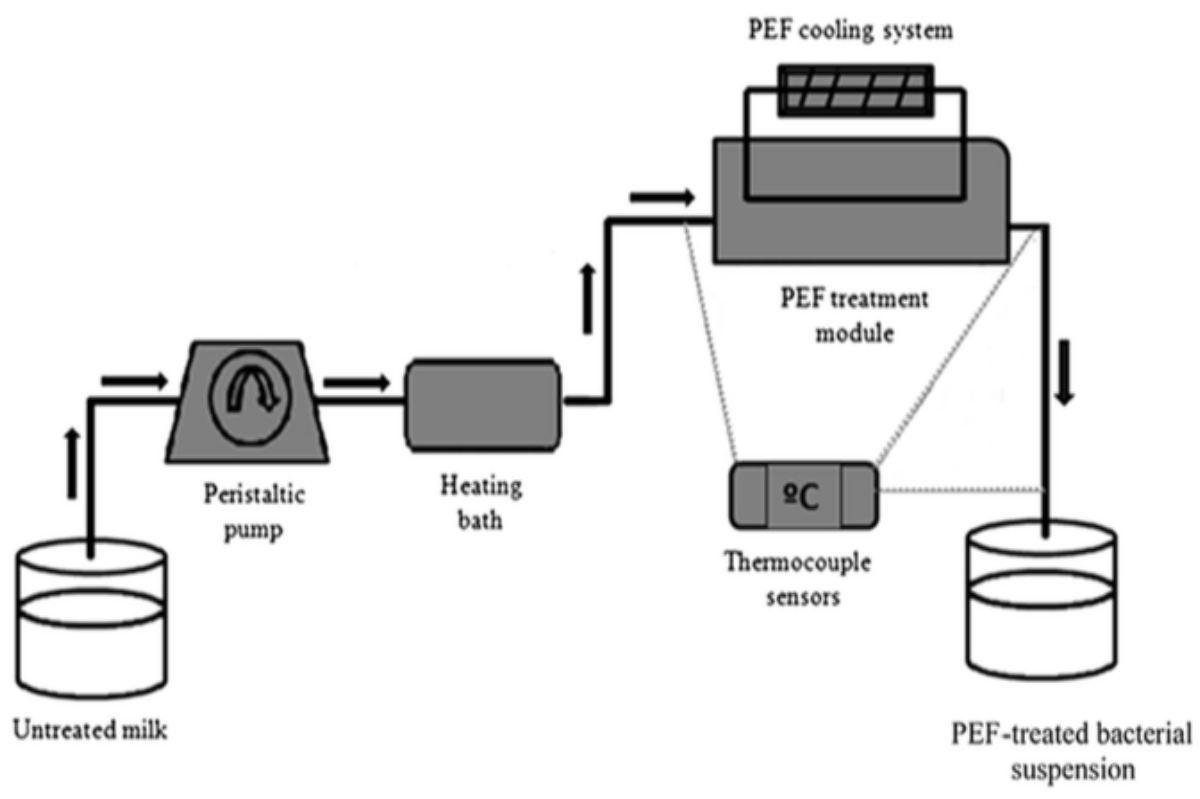 PEF cooling system
PEF treatment
module
Peristaltic
pump
Heating
bath
ºC
Thermocouple
sensors
Untreated milk
PEF-treated bacterial
suspension